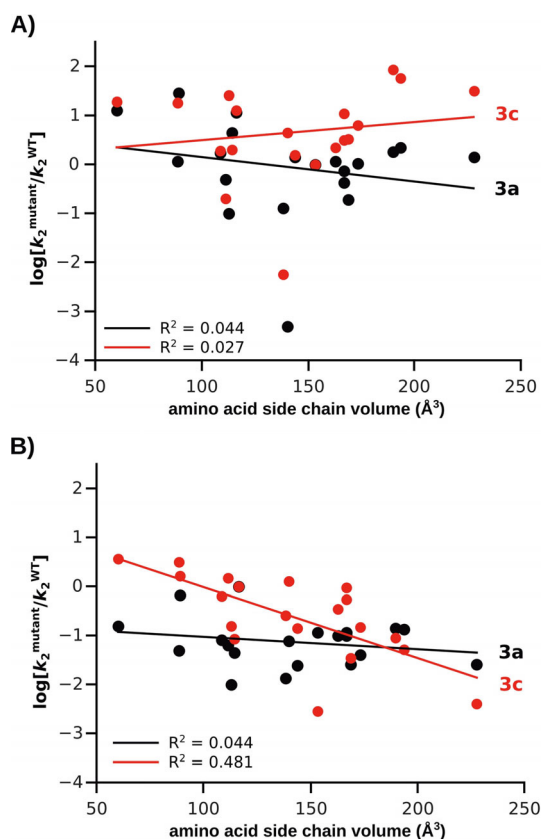 A)
2
1
0
−1
−2
−3
−4
log[k₂ᵐᵘᵗᵃⁿᵗ/k₂ᵂᵀ]
3c
3a
R² = 0.044
R² = 0.027
50 100 150 200 250
amino acid side chain volume (Å³)
B)
2
1
0
−1
−2
−3
−4
log[k₂ᵐᵘᵗᵃⁿᵗ/k₂ᵂᵀ]
3a
3c
R² = 0.044
R² = 0.481
50 100 150 200 250
amino acid side chain volume (Å³)